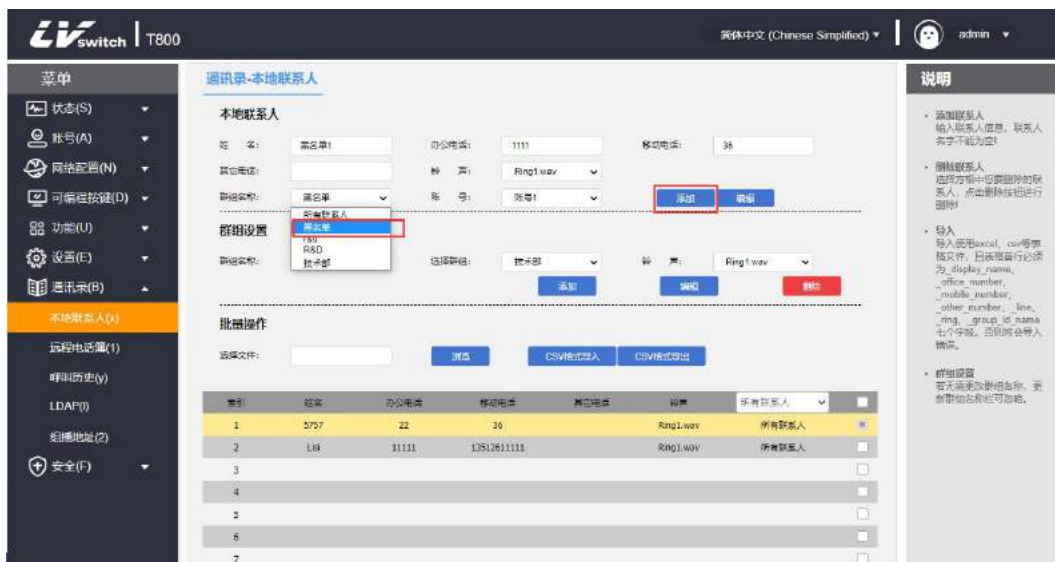 LVswitch T800
简体中文 (Chinese Simplified)
admin
菜单
状态(S)
账号(A)
网络配置(N)
可编程按键(D)
功能(U)
设置(E)
通讯录(B)
本地联系人(x)
远程电话簿(1)
呼叫历史(y)
LDAP(l)
组播地址(2)
安全(F)
通讯录-本地联系人
本地联系人
姓 名: 黑名单1 办公电话: 1111 移动电话: 36
其它电话: 铃 声: Ring1.wav
群组名称: 黑名单 账 号: 账号1 添加 编辑
所有联系人
黑名单
R&D
技术部
群组设置
群组名称: 选择群组: 技术部 铃 声: Ring1.wav
添加 编辑 删除
批量操作
选择文件: 浏览 CSV格式导入 CSV格式导出
索引 姓名 办公电话 移动电话 其它电话 铃声 所有联系人
1 5757 22 36 Ring1.wav 所有联系人
2 Lisi 11111 13512611111 Ring1.wav 所有联系人
3
4
5
6
7
说明
添加联系人
输入联系人信息，联系人
名字不能为空!
删除联系人
选择方框中您要删除的联
系人，点击删除按钮进行
删除!
导入
导入使用excel，csv等表
格文件，且表格首行必须
为_display_name,
_office_number,
_mobile_number,
_other_number, _line,
_ring, _group_id_name
七个字段，否则将会导入
错误。
群组设置
若无需更改群组名称，更
新群组名称栏可忽略。